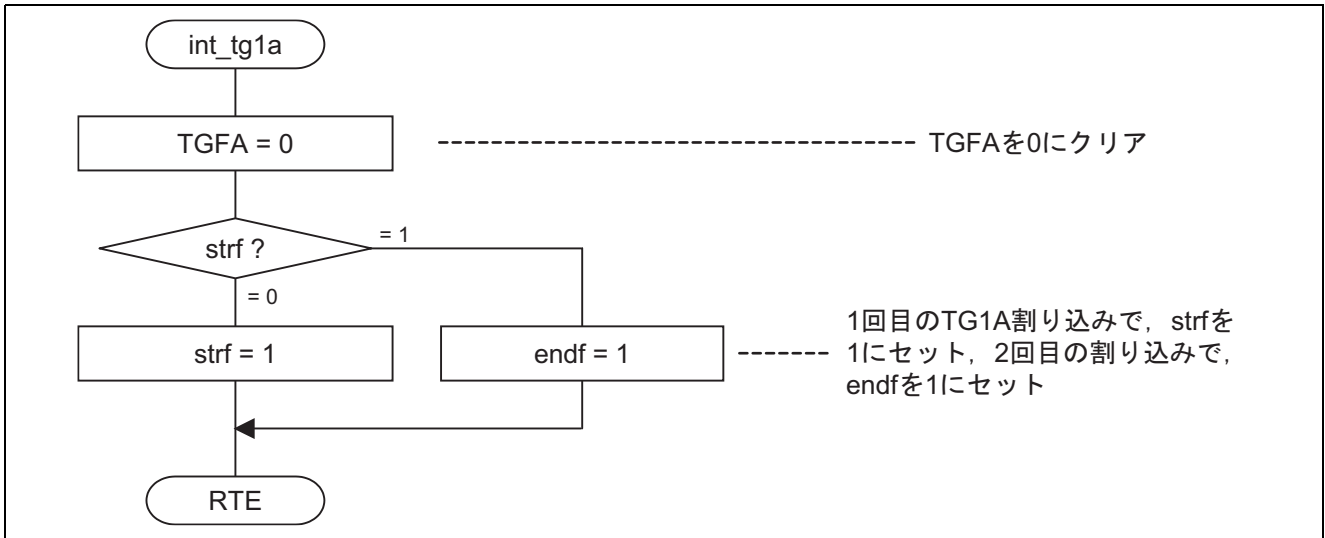 int_tg1a
TGFA = 0
TGFAを0にクリア
strf ?
= 1
= 0
strf = 1
endf = 1
1回目のTG1A割り込みで，strfを
1にセット，2回目の割り込みで，
endfを1にセット
RTE